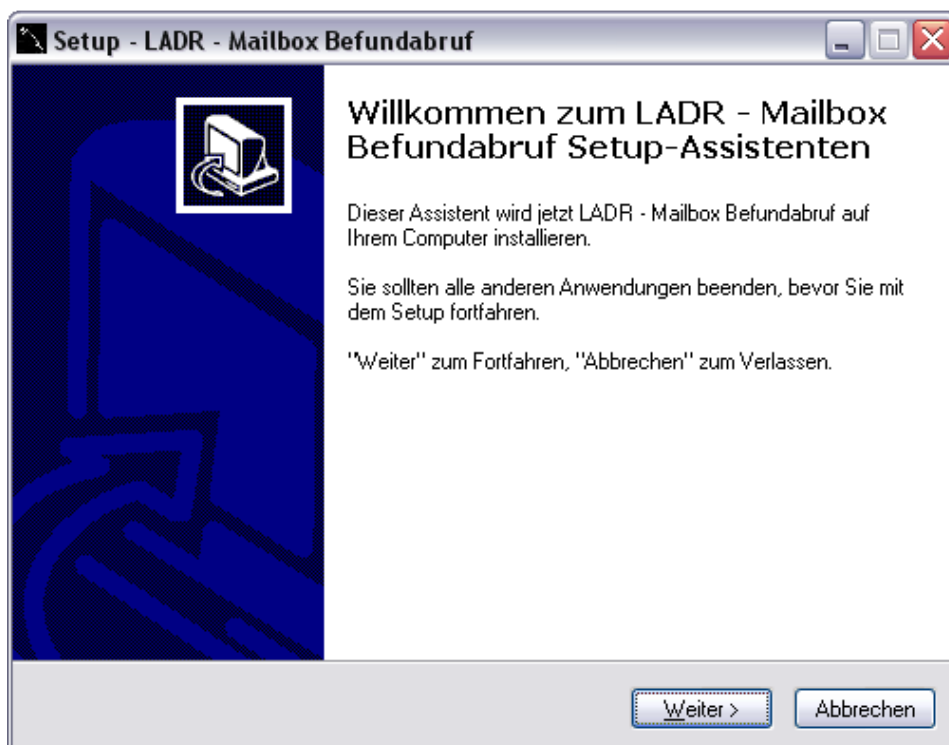 Setup - LADR - Mailbox Befundabruf
Willkommen zum LADR - Mailbox
Befundabruf Setup-Assistenten
Dieser Assistent wird jetzt LADR - Mailbox Befundabruf auf
Ihrem Computer installieren.
Sie sollten alle anderen Anwendungen beenden, bevor Sie mit
dem Setup fortfahren.
"Weiter" zum Fortfahren, "Abbrechen" zum Verlassen.
Weiter >
Abbrechen